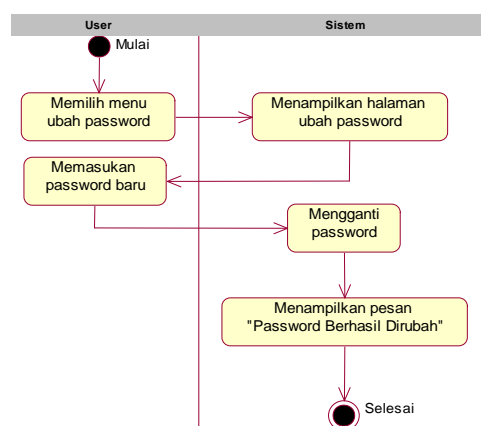 User
Sistem
Mulai
Memilih menu
ubah password
Menampilkan halaman
ubah password
Memasukan
password baru
Mengganti
password
Menampilkan pesan
"Password Berhasil Dirubah"
Selesai